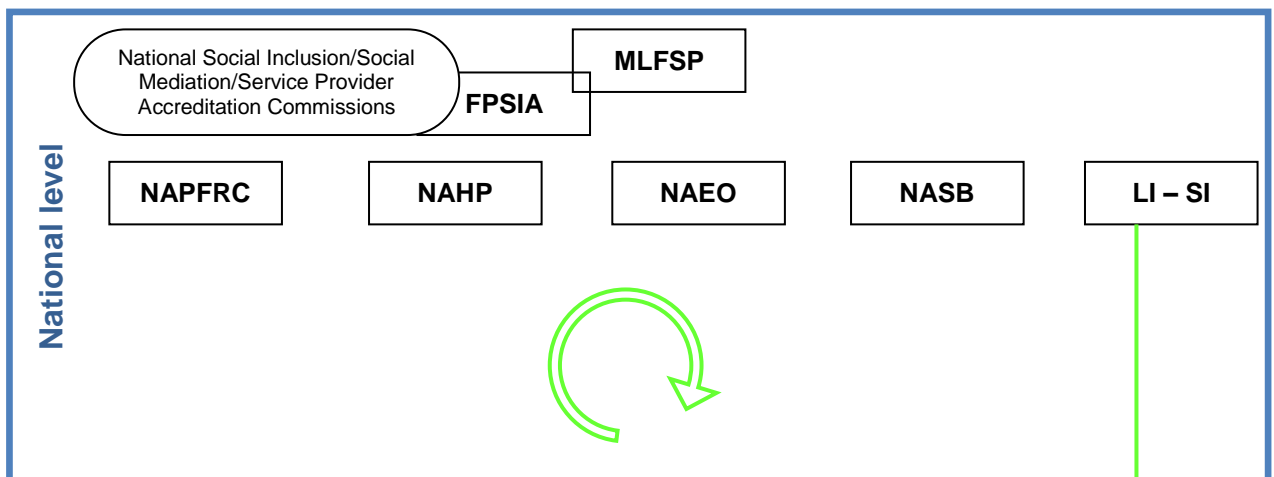 National level
National Social Inclusion/Social
Mediation/Service Provider
Accreditation Commissions
MLFSP
FPSIA
NAPFRC
NAHP
NAEO
NASB
LI – SI